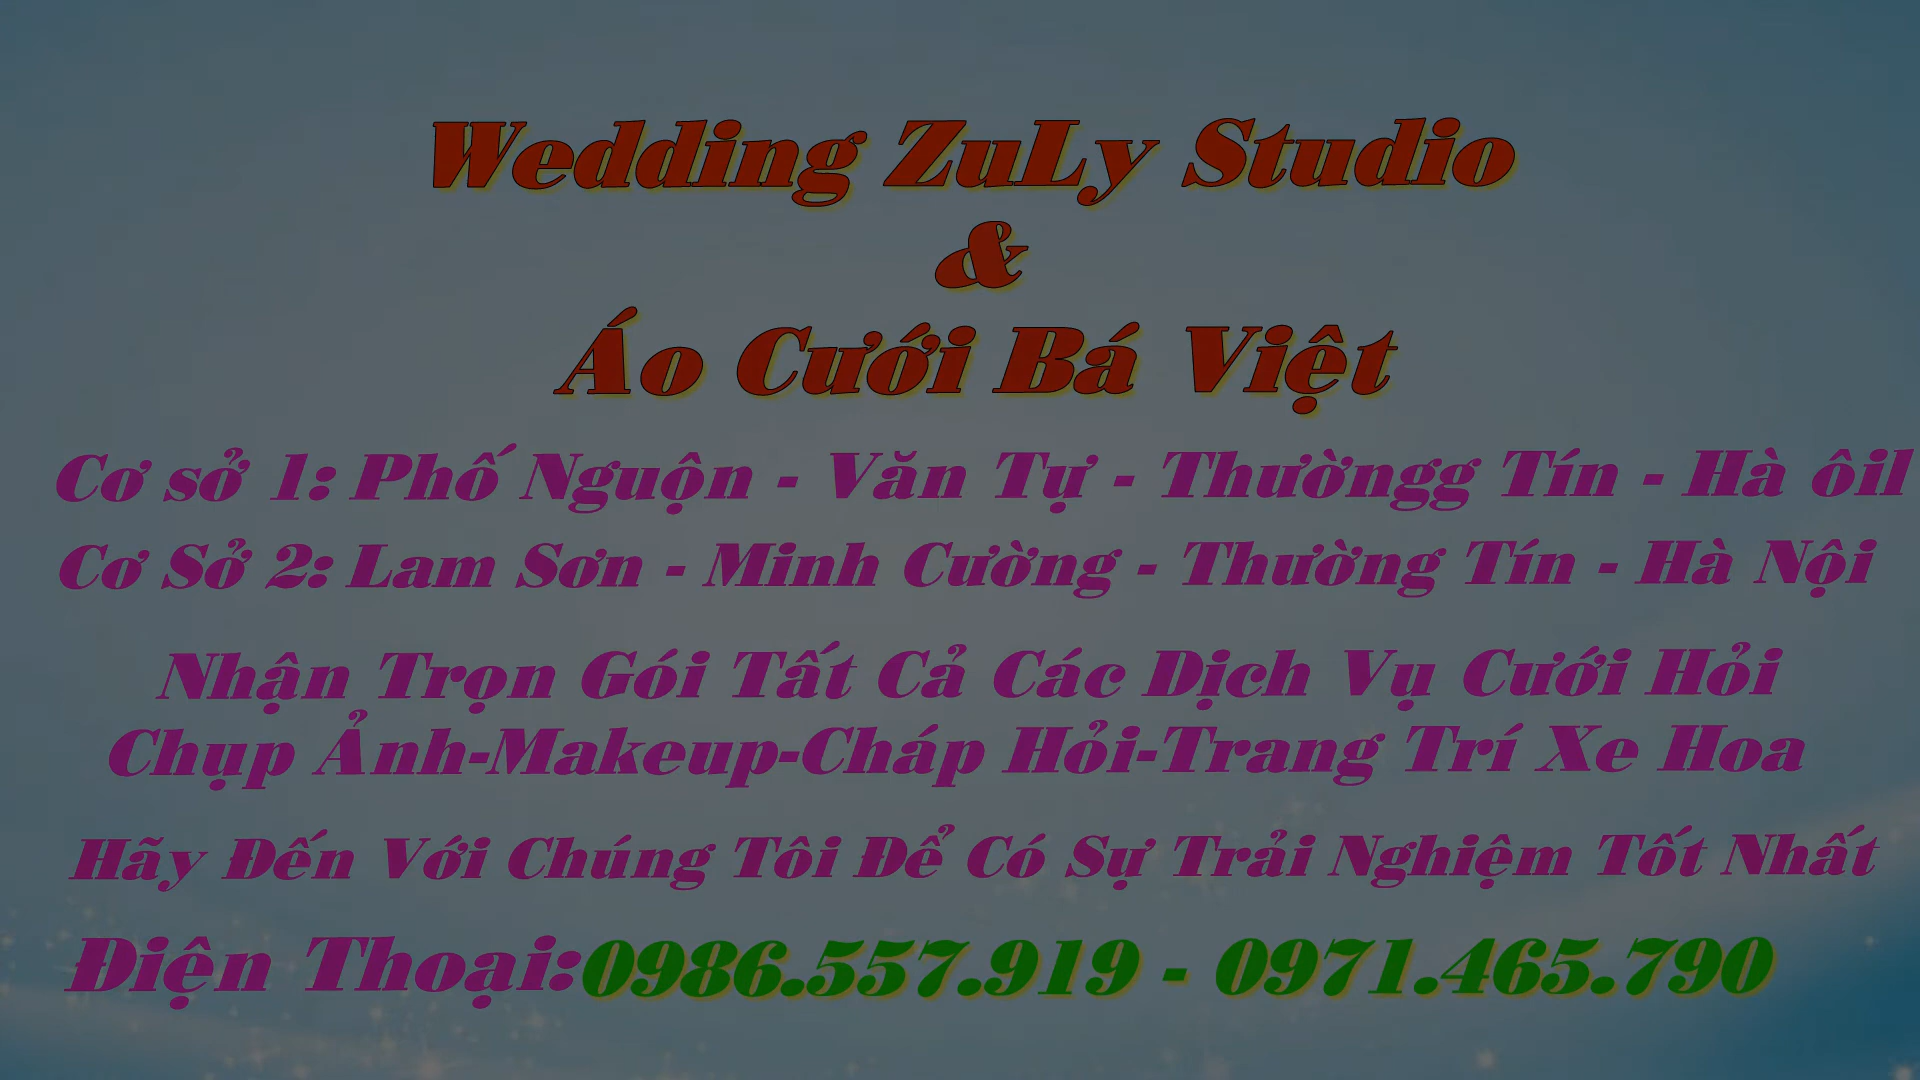 Wedding ZuLy Studio
&
Áo Cưới Bá Việt
Cơ sở 1: Phố Nguộn - Văn Tự - Thườngg Tín - Hà ôil
Cơ Sở 2: Lam Sơn - Minh Cường - Thường Tín - Hà Nội
Nhận Trọn Gói Tất Cả Các Dịch Vụ Cưới Hỏi
Chụp Ảnh-Makeup-Cháp Hỏi-Trang Trí Xe Hoa
Hãy Đến Với Chúng Tôi Để Có Sự Trải Nghiệm Tốt Nhất
Điện Thoại:0986.557.919 - 0971.465.790